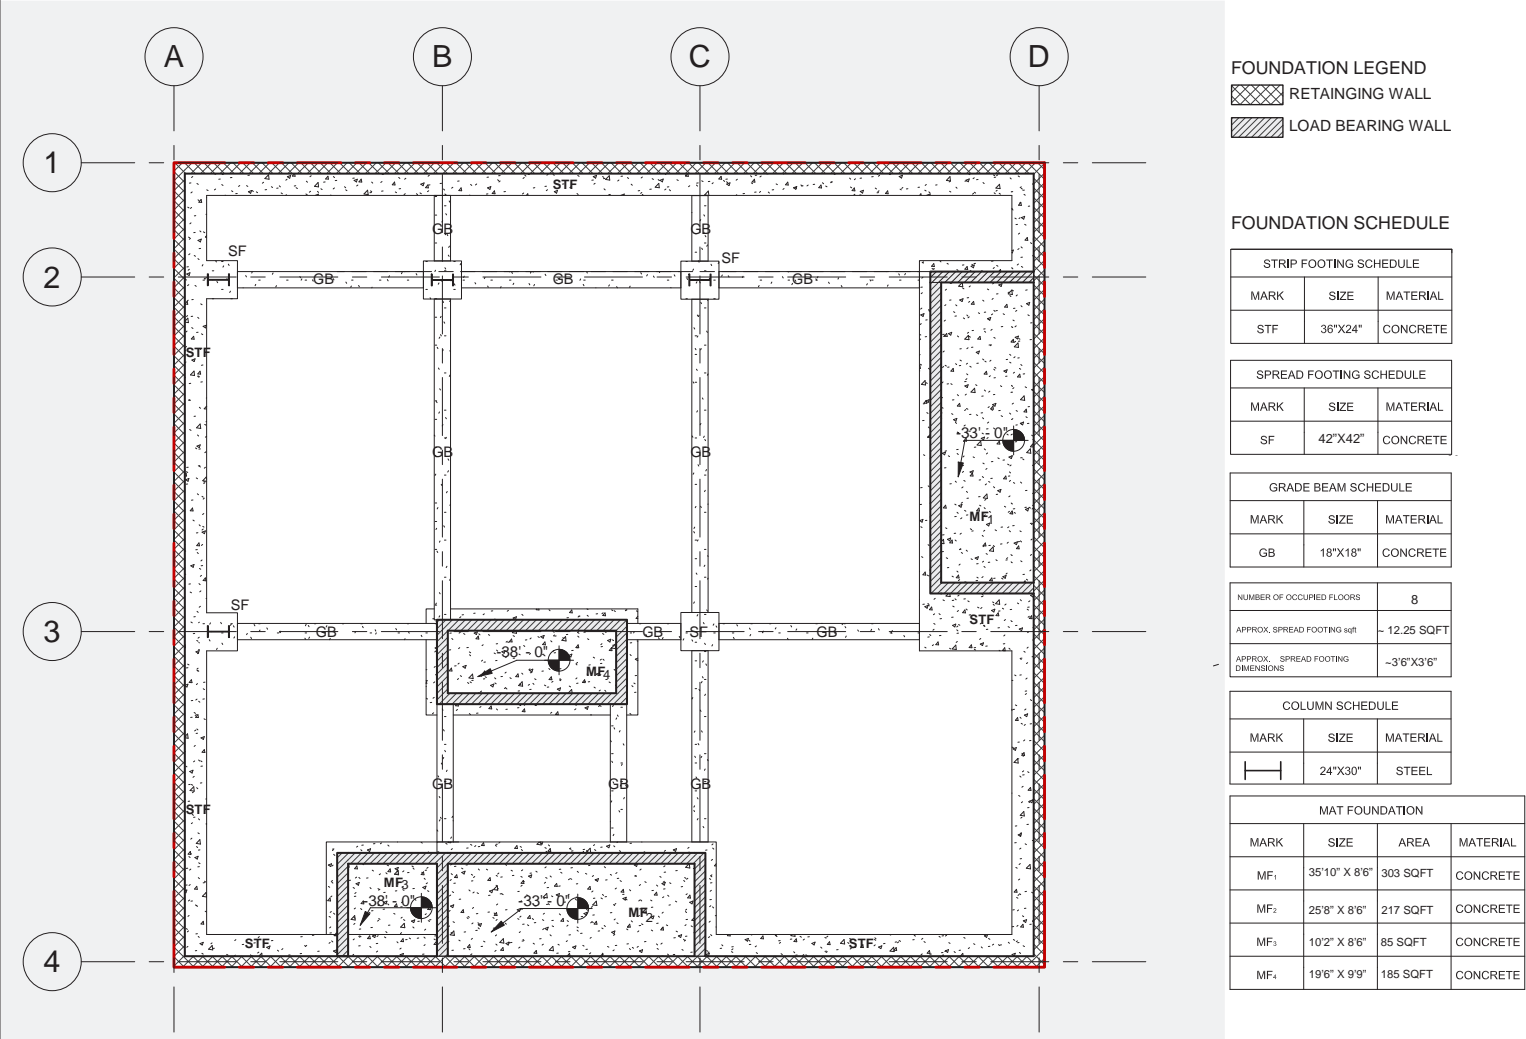 A B C D
1
STF
GB GB
SF SF
2
GB GB GB
STF
GB GB
-33' - 0"
MF1
SF
3
GB GB SF GB
STF
-38' - 0"
MF4
GB GB GB
STF
MF3
-38' - 0" -33' - 0"
MF2
STF STF
4
FOUNDATION LEGEND
RETAINGING WALL
LOAD BEARING WALL
FOUNDATION SCHEDULE
STRIP FOOTING SCHEDULE
MARK SIZE MATERIAL
STF 36"X24" CONCRETE
SPREAD FOOTING SCHEDULE
MARK SIZE MATERIAL
SF 42"X42" CONCRETE
GRADE BEAM SCHEDULE
MARK SIZE MATERIAL
GB 18"X18" CONCRETE
NUMBER OF OCCUPIED FLOORS 8
APPROX. SPREAD FOOTING sqft ~ 12.25 SQFT
APPROX. SPREAD FOOTING
DIMENSIONS ~3'6"X3'6"
COLUMN SCHEDULE
MARK SIZE MATERIAL
24"X30" STEEL
MAT FOUNDATION
MARK SIZE AREA MATERIAL
MF1 35'10" X 8'6" 303 SQFT CONCRETE
MF2 25'8" X 8'6" 217 SQFT CONCRETE
MF3 10'2" X 8'6" 85 SQFT CONCRETE
MF4 19'6" X 9'9" 185 SQFT CONCRETE